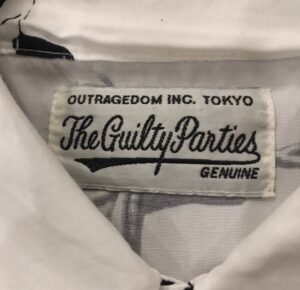 OUTRAGEDOM INC. TOKYO
The Guilty Parties
GENUINE